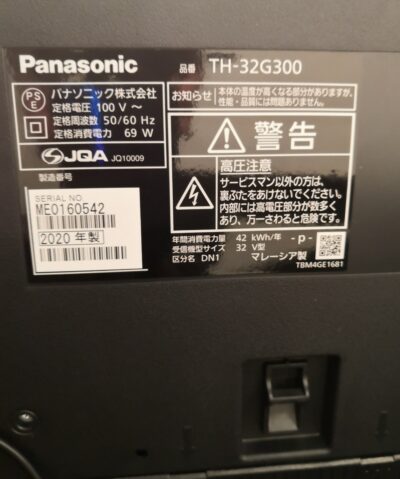 Panasonic
品番 TH-32G300
PS
E
パナソニック株式会社
定格電圧 100 V ～
定格周波数 50/60 Hz
定格消費電力 69 W
JQA JQ10009
お知らせ
本体の温度が高くなる部分がありますが、
性能・品質には問題ありません。
警告
高圧注意
サービスマン以外の方は、
裏ぶたをあけないでください。
内部には高電圧部分が数多く
あり、万一さわると危険です。
製造番号
SERIAL NO
ME0160542
2020 年製
年間消費電力量 42 kWh/年
受信機型サイズ 32 V型
区分名 DN1
-p-
マレーシア製
TBM4GE1681